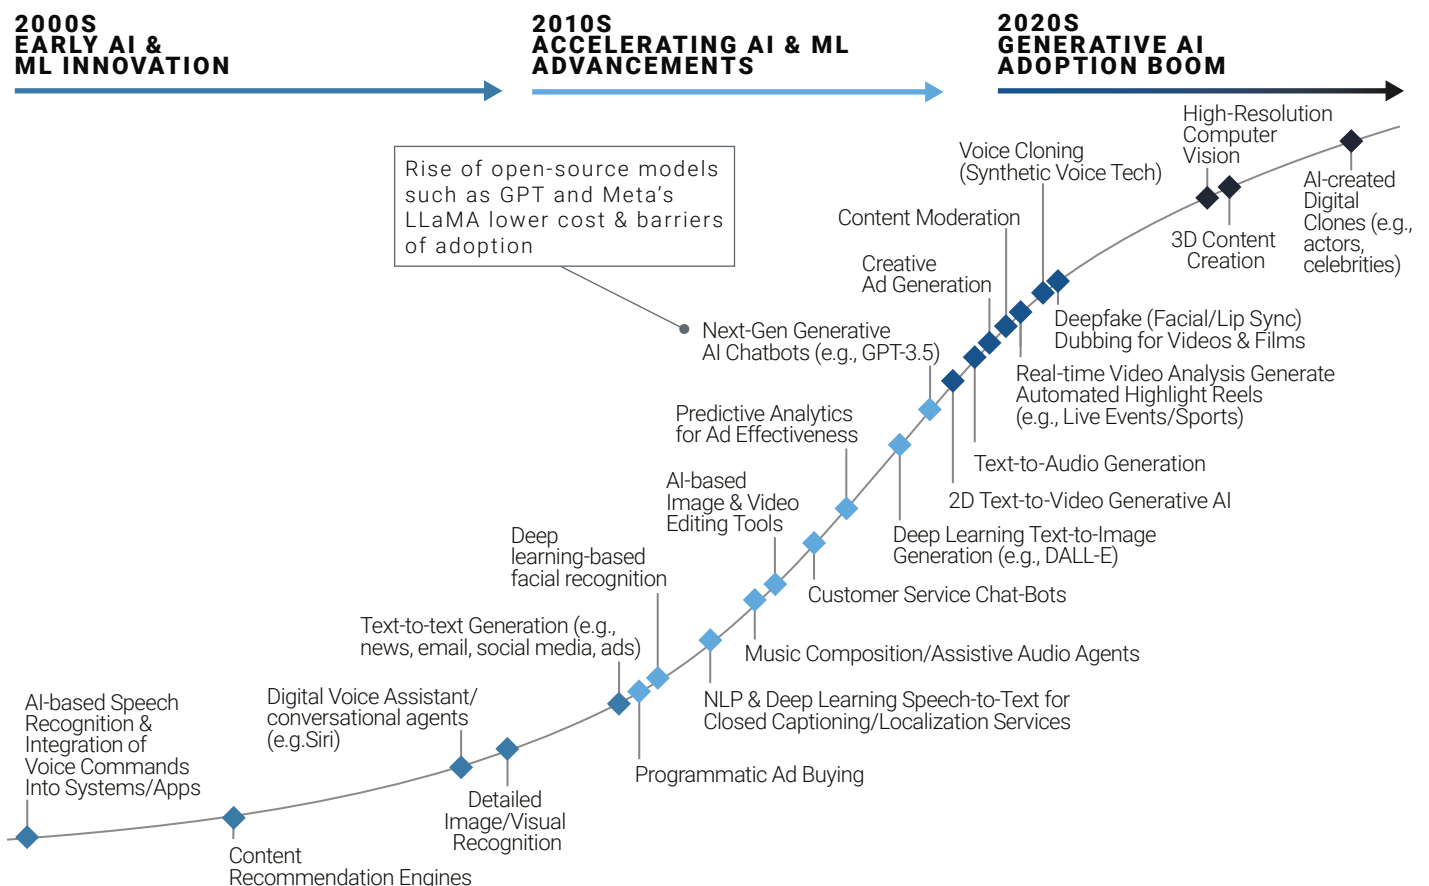 2000S
EARLY AI &
ML INNOVATION
2010S
ACCELERATING AI & ML
ADVANCEMENTS
2020S
GENERATIVE AI
ADOPTION BOOM
Rise of open-source models
such as GPT and Meta's
LLaMA lower cost & barriers
of adoption
AI-based Speech
Recognition &
Integration of
Voice Commands
Into Systems/Apps
Content
Recommendation Engines
Digital Voice Assistant/
conversational agents
(e.g.Siri)
Detailed
Image/Visual
Recognition
Text-to-text Generation (e.g.,
news, email, social media, ads)
Programmatic Ad Buying
Deep
learning-based
facial recognition
NLP & Deep Learning Speech-to-Text for
Closed Captioning/Localization Services
Music Composition/Assistive Audio Agents
AI-based
Image & Video
Editing Tools
Customer Service Chat-Bots
Predictive Analytics
for Ad Effectiveness
Deep Learning Text-to-Image
Generation (e.g., DALL-E)
Next-Gen Generative
AI Chatbots (e.g., GPT-3.5)
2D Text-to-Video Generative AI
Text-to-Audio Generation
Creative
Ad Generation
Content Moderation
Real-time Video Analysis Generate
Automated Highlight Reels
(e.g., Live Events/Sports)
Voice Cloning
(Synthetic Voice Tech)
Deepfake (Facial/Lip Sync)
Dubbing for Videos & Films
High-Resolution
Computer
Vision
3D Content
Creation
AI-created
Digital
Clones (e.g.,
actors,
celebrities)